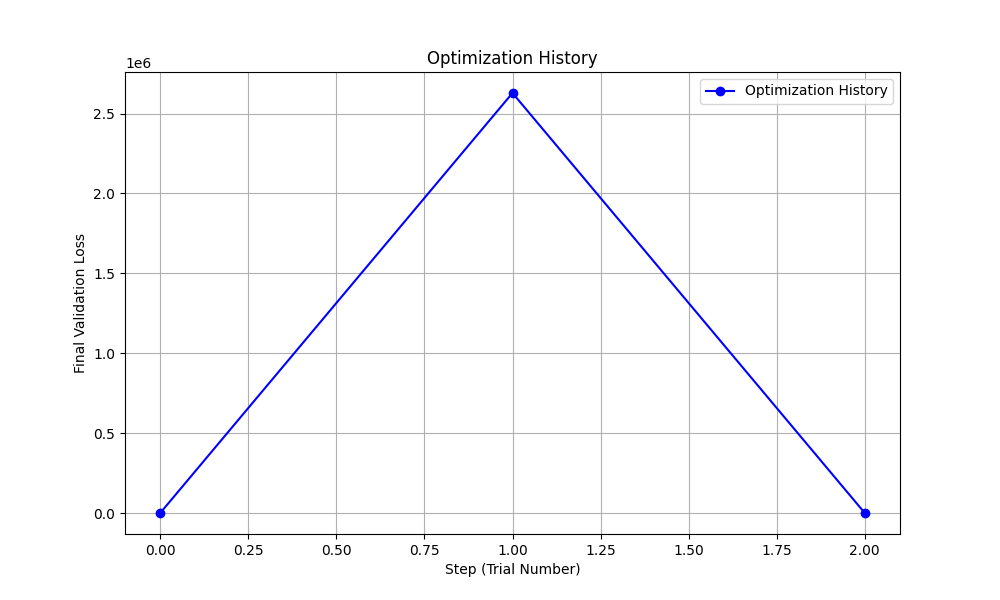 Optimization History
1e6
Optimization History
2.5
2.0
1.5
1.0
0.5
0.0
Final Validation Loss
0.00 0.25 0.50 0.75 1.00 1.25 1.50 1.75 2.00
Step (Trial Number)